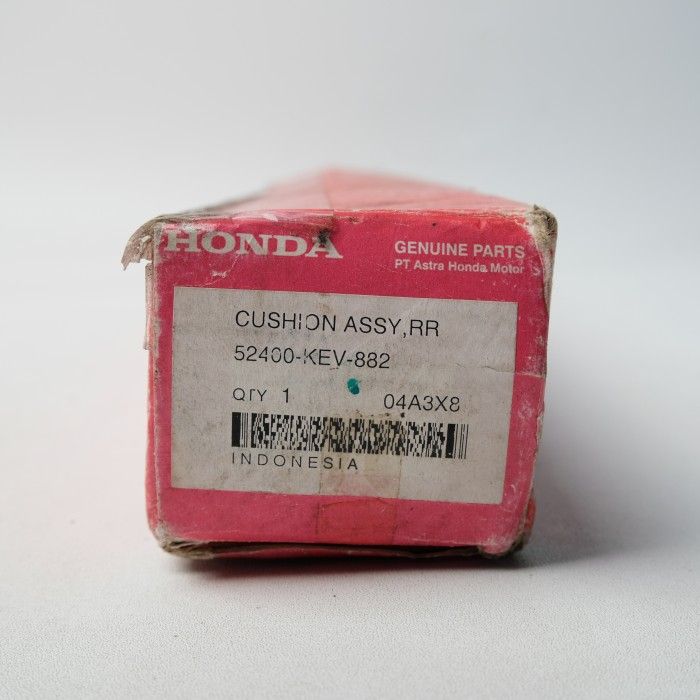 HONDA
GENUINE PARTS
PT Astra Honda Motor
CUSHION ASSY,RR
52400-KEV-882
QTY 1 04A3X8
INDONESIA